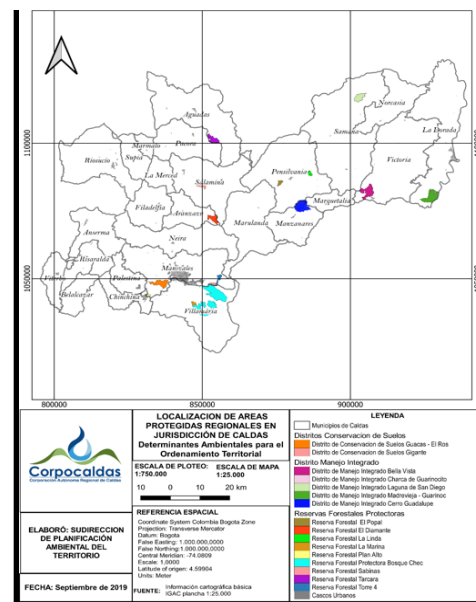 Aguadas
Norcasia
Samaná
La Dorada
Marmato
Pácora
Riosucio
Supía
Victoria
La Merced
Pensilvania
Salamina
Marquetalia
Filadelfia
Aranzazu
Marulanda
Manzanares
Anserma
Neira
Risaralda
Manizales
Viterbo
Palestina
Belalcázar
Chinchiná
Villamaría
1100000
1050000
800000
850000
900000
Corpocaldas
Corporación Autónoma Regional de Caldas
ELABORÓ: SUDIRECCION
DE PLANIFICACIÓN
AMBIENTAL DEL
TERRITORIO
FECHA: Septiembre de 2019
LOCALIZACION DE AREAS
PROTEGIDAS REGIONALES EN
JURISDICCIÓN DE CALDAS
Determinantes Ambientales para el
Ordenamiento Territorial
ESCALA DE PLOTEO: ESCALA DE MAPA
1:750.000 1:25.000
10 0 10 20 km
REFERENCIA ESPACIAL
Coordinate System Colombia Bogota Zone
Projection: Transverse Mercator
Datum: Bogota
False Easting: 1.000.000,0000
False Northing: 1.000.000,0000
Central Meridian: -74.0809
Escale: 1,0000
Latitude of origin: 4.59904
Units: Meter
FUENTE: Información cartográfica básica
IGAC plancha 1:25.000
LEYENDA
Municipios de Caldas
Distritos Conservacion de Suelos
Distrito de Conservacion de Suelos Guacas - El Ros
Distrito de Conservacion de Suelos Gigante
Distrito Manejo Integrado
Distrito de Manejo Integrado Bella Vista
Distrito de Manejo Integrado Charca de Guarinocito
Distrito de Manejo Integrado Laguna de San Diego
Distrito de Manejo Integrado Madrevieja - Guarinoc
Distrito de Manejo Integrado Cerro Guadalupe
Reservas Forestales Protectoras
Reserva Forestal El Popal
Reserva Forestal El Diamante
Reserva Forestal La Linda
Reserva Forestal La Marina
Reserva Forestal Plan Alto
Reserva Forestal Protectora Bosque Chec
Reserva Forestal Sabinas
Reserva Forestal Tarcara
Reserva Forestal Torre 4
Cascos Urbanos